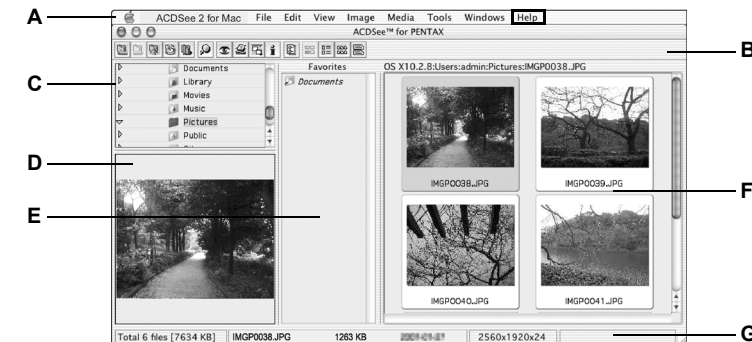 A
ACDSee 2 for Mac File Edit View Image Media Tools Windows Help
ACDSee™ for PENTAX
B
C
Documents
Library
Movies
Music
Pictures
Public
Favorites
Documents
OS X10.2.8:Users:admin:Pictures:IMGP0038.JPG
D
E
IMGP0038.JPG
IMGP0039.JPG
F
IMGP0040.JPG
IMGP0041.JPG
Total 6 files [7634 KB] IMGP0038.JPG 1263 KB 2560x1920x24
G